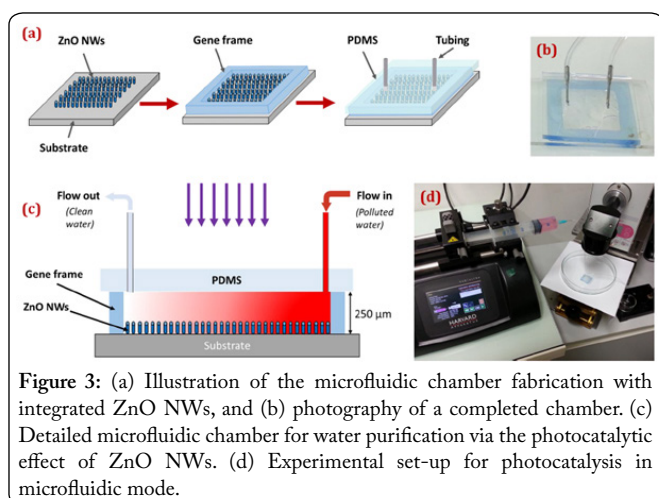 (a)
ZnO NWs
Gene frame
PDMS
Tubing
Substrate
(b)
(c)
Flow out
(Clean
water)
Flow in
(Polluted
water)
PDMS
Gene frame
ZnO NWs
250 µm
Substrate
(d)
HARVARD
Figure 3: (a) Illustration of the microfluidic chamber fabrication with
integrated ZnO NWs, and (b) photography of a completed chamber. (c)
Detailed microfluidic chamber for water purification via the photocatalytic
effect of ZnO NWs. (d) Experimental set-up for photocatalysis in
microfluidic mode.